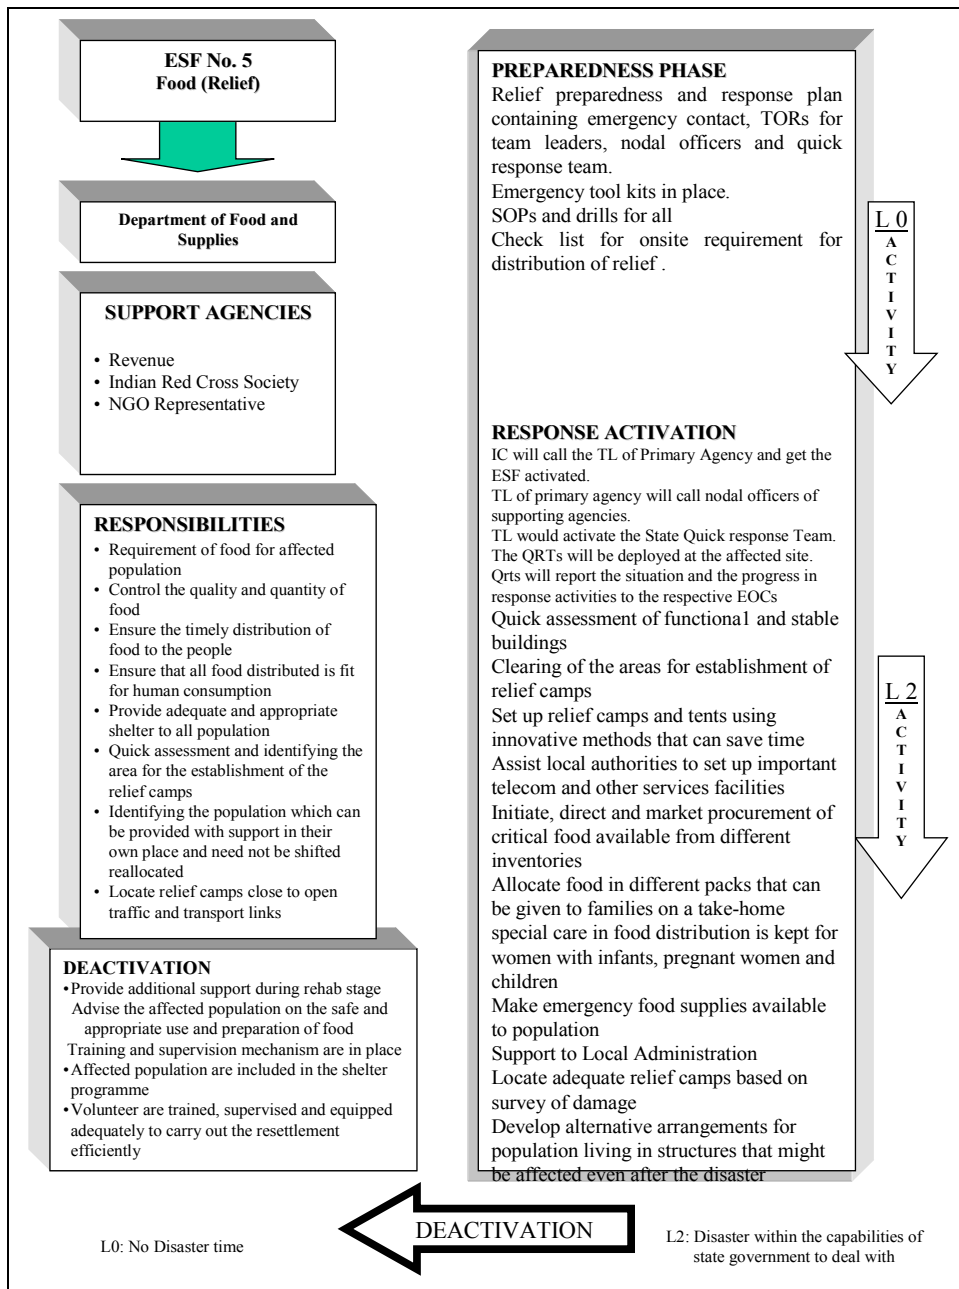 ESF No. 5
Food (Relief)
Department of Food and
Supplies
SUPPORT AGENCIES
• Revenue
• Indian Red Cross Society
• NGO Representative
RESPONSIBILITIES
• Requirement of food for affected
population
• Control the quality and quantity of
food
• Ensure the timely distribution of
food to the people
• Ensure that all food distributed is fit
for human consumption
• Provide adequate and appropriate
shelter to all population
• Quick assessment and identifying the
area for the establishment of the
relief camps
• Identifying the population which can
be provided with support in their
own place and need not be shifted
reallocated
• Locate relief camps close to open
traffic and transport links
DEACTIVATION
•Provide additional support during rehab stage
Advise the affected population on the safe and
appropriate use and preparation of food
Training and supervision mechanism are in place
•Affected population are included in the shelter
programme
•Volunteer are trained, supervised and equipped
adequately to carry out the resettlement
efficiently
PREPAREDNESS PHASE
Relief preparedness and response plan
containing emergency contact, TORs for
team leaders, nodal officers and quick
response team.
Emergency tool kits in place.
SOPs and drills for all
Check list for onsite requirement for
distribution of relief .
L 0
A
C
T
I
V
I
T
Y
RESPONSE ACTIVATION
IC will call the TL of Primary Agency and get the
ESF activated.
TL of primary agency will call nodal officers of
supporting agencies.
TL would activate the State Quick response Team.
The QRTs will be deployed at the affected site.
Qrts will report the situation and the progress in
response activities to the respective EOCs
Quick assessment of functiona1 and stable
buildings
Clearing of the areas for establishment of
relief camps
Set up relief camps and tents using
innovative methods that can save time
Assist local authorities to set up important
telecom and other services facilities
Initiate, direct and market procurement of
critical food available from different
inventories
Allocate food in different packs that can
be given to families on a take-home
special care in food distribution is kept for
women with infants, pregnant women and
children
Make emergency food supplies available
to population
Support to Local Administration
Locate adequate relief camps based on
survey of damage
Develop alternative arrangements for
population living in structures that might
be affected even after the disaster
L 2
A
C
T
I
V
I
T
Y
DEACTIVATION
L0: No Disaster time
L2: Disaster within the capabilities of
state government to deal with